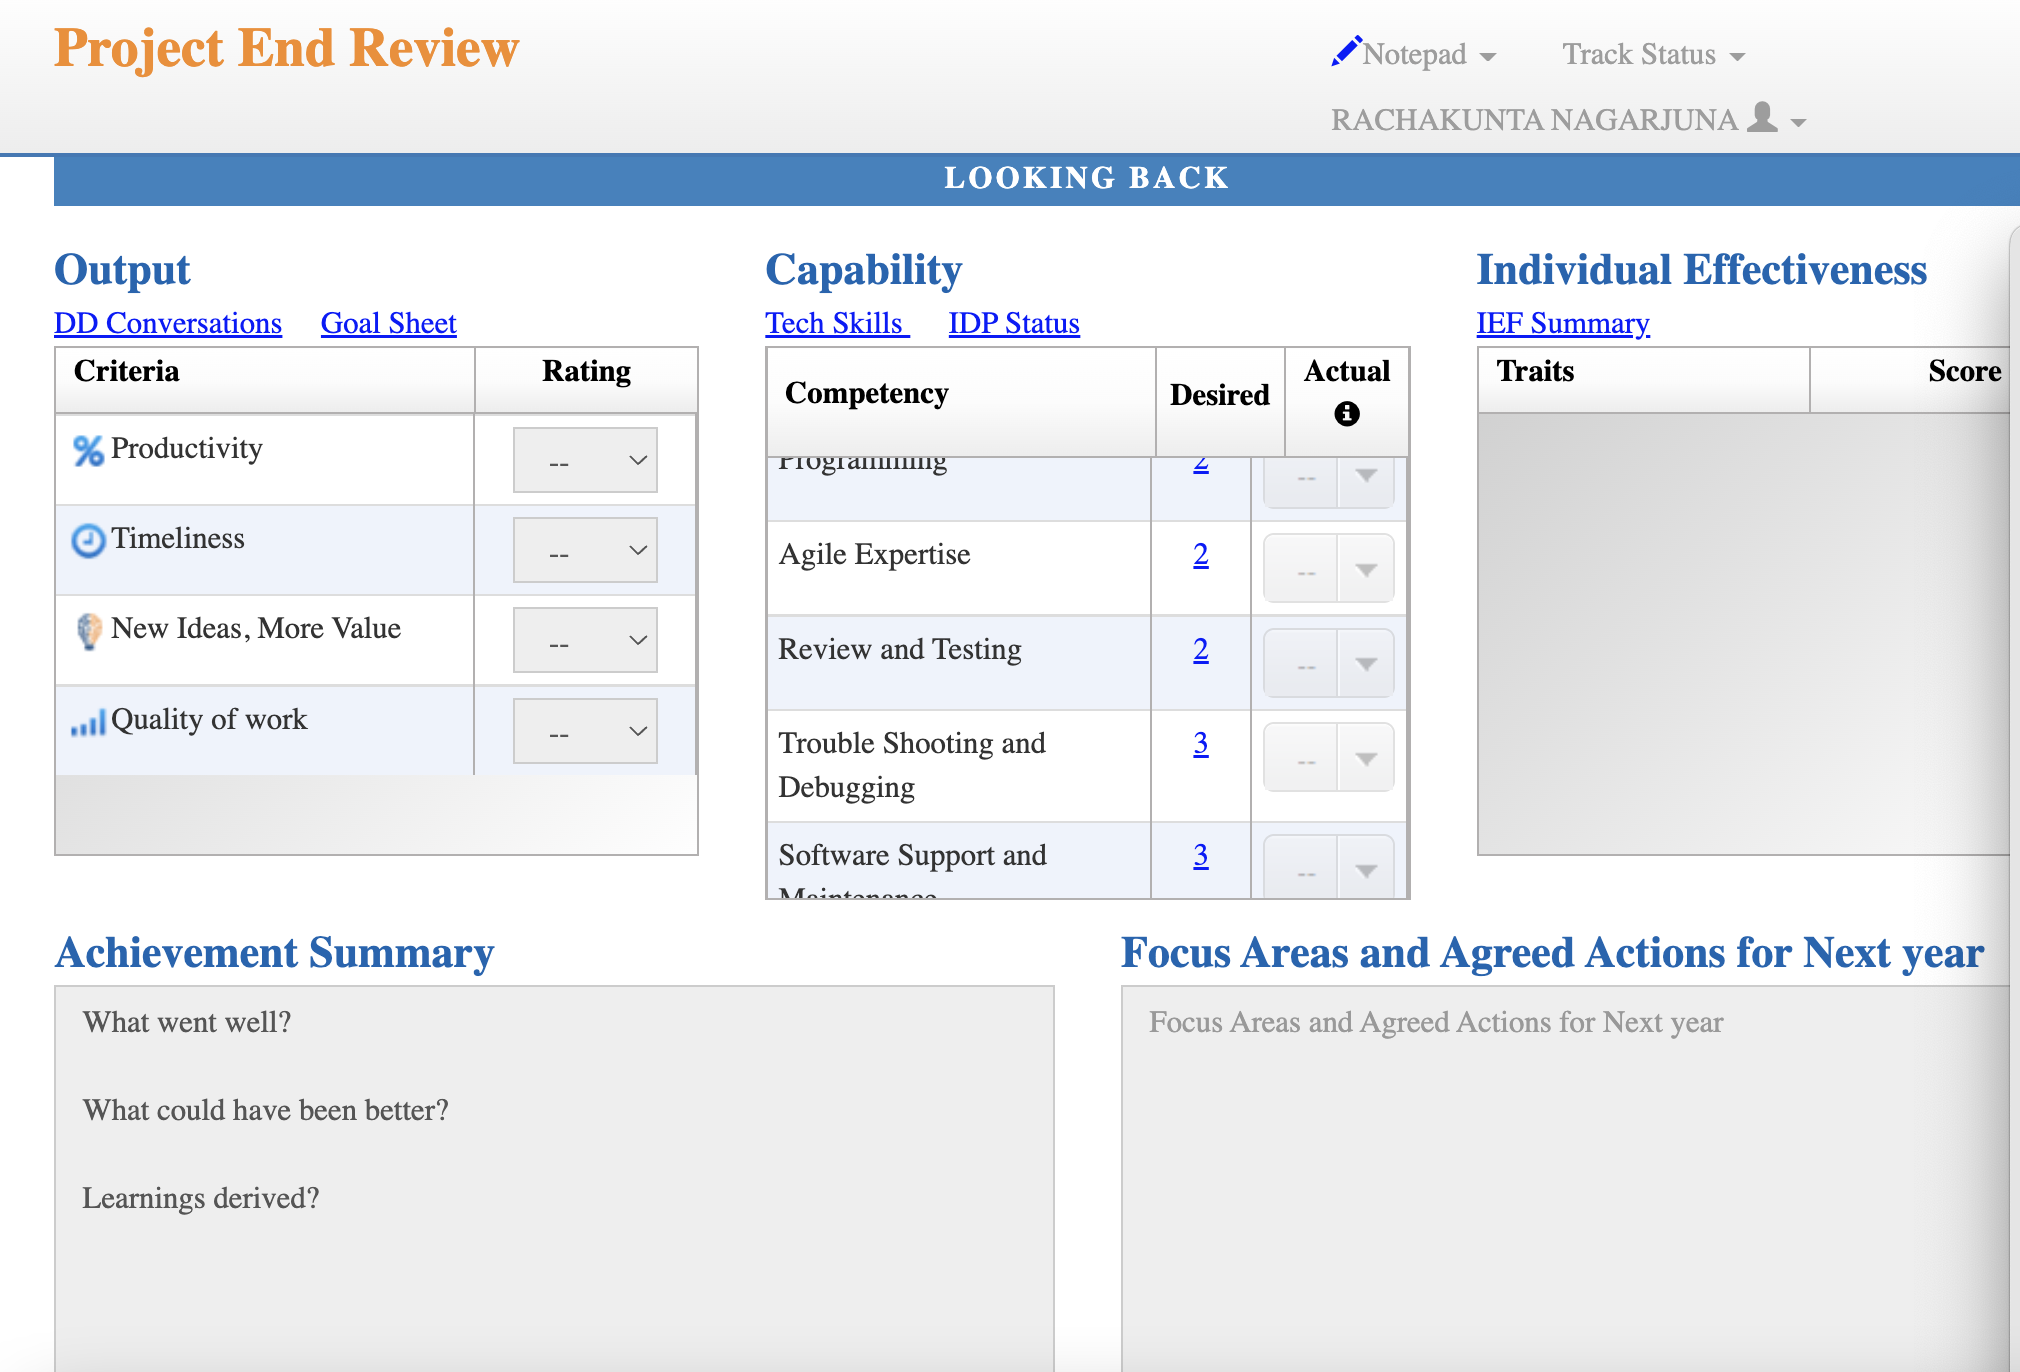 Project End Review
Notepad
Track Status
RACHAKUNTA NAGARJUNA
LOOKING BACK
Output
DD Conversations Goal Sheet
Criteria Rating
Productivity --
Timeliness --
New Ideas, More Value --
Quality of work --
Capability
Tech Skills IDP Status
Competency Desired Actual
Programming 2 --
Agile Expertise 2 --
Review and Testing 2 --
Trouble Shooting and 3 --
Debugging
Software Support and 3 --
Maintenance
Individual Effectiveness
IEF Summary
Traits Score
Achievement Summary
What went well?
What could have been better?
Learnings derived?
Focus Areas and Agreed Actions for Next year
Focus Areas and Agreed Actions for Next year